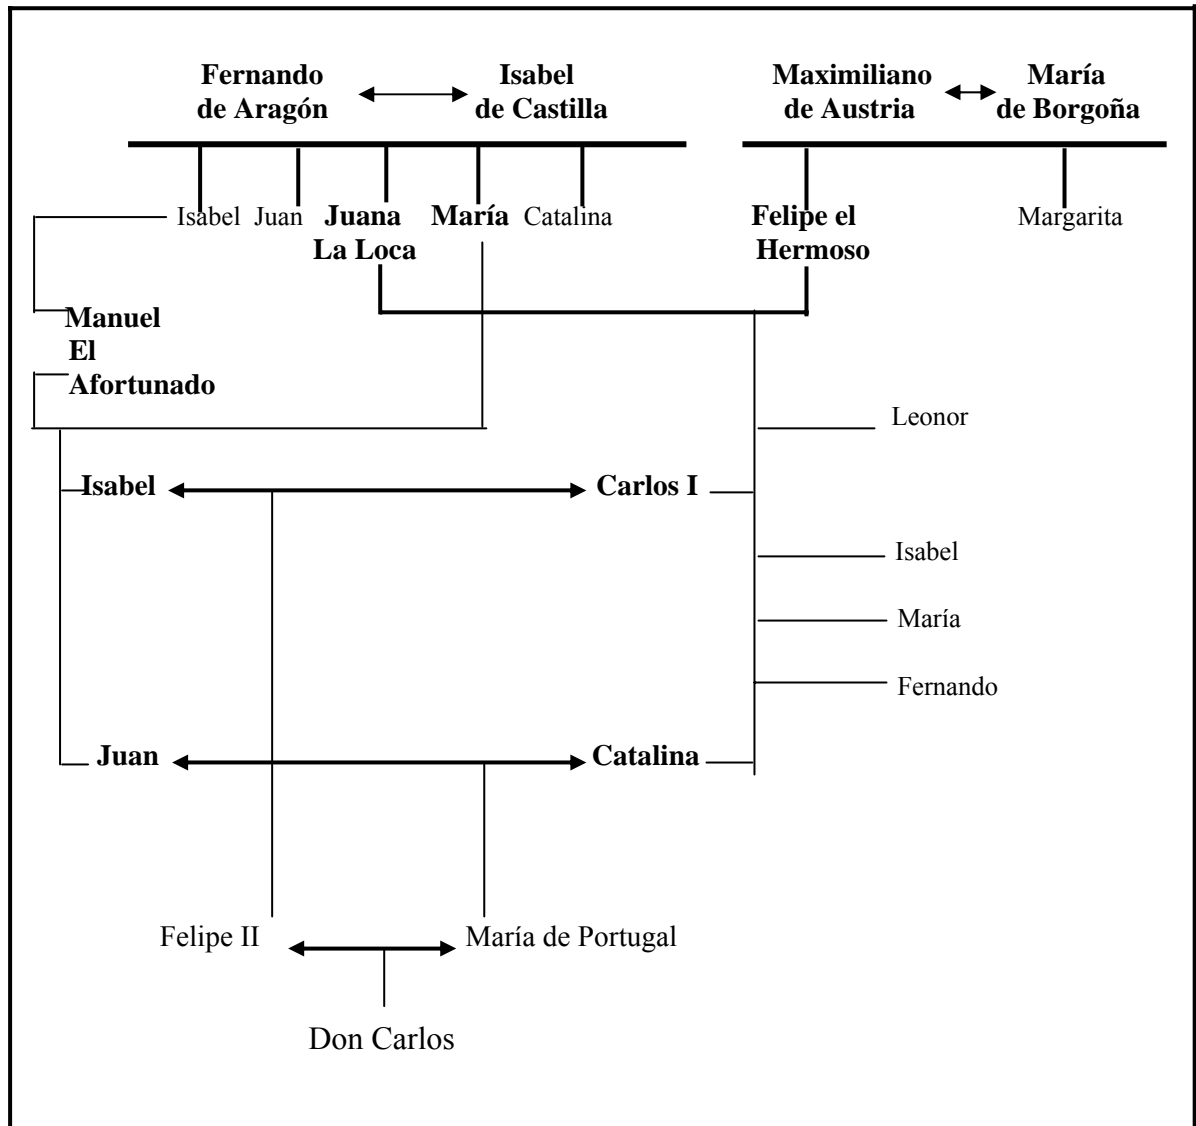 Fernando
de Aragón
Isabel
de Castilla
Maximiliano
de Austria
María
de Borgoña
Isabel Juan Juana María Catalina
La Loca
Felipe el
Hermoso
Margarita
Manuel
El
Afortunado
Leonor
Isabel
Carlos I
Isabel
María
Fernando
Juan
Catalina
Felipe II
María de Portugal
Don Carlos